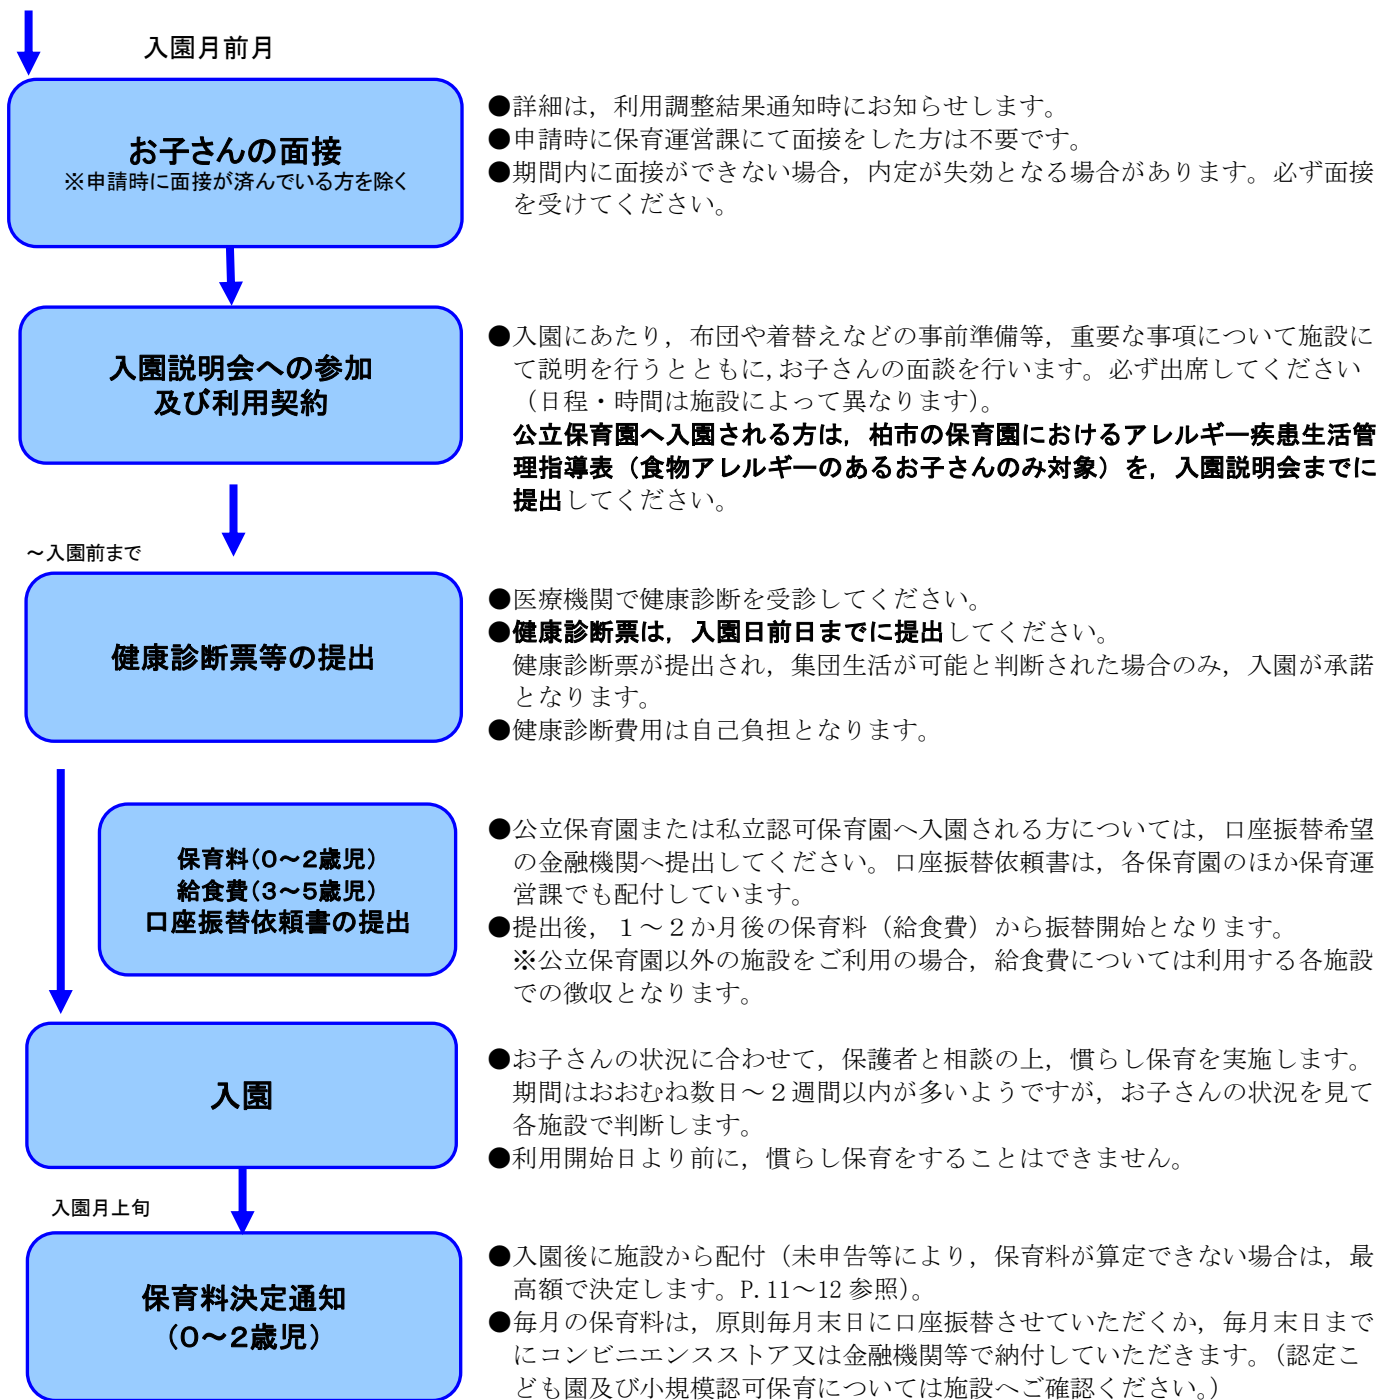 入園月前月
お子さんの面接
※申請時に面接が済んでいる方を除く
●詳細は，利用調整結果通知時にお知らせします。
●申請時に保育運営課にて面接をした方は不要です。
●期間内に面接ができない場合，内定が失効となる場合があります。必ず面接
を受けてください。
入園説明会への参加
及び利用契約
●入園にあたり，布団や着替えなどの事前準備等，重要な事項について施設に
て説明を行うとともに,お子さんの面談を行います。必ず出席してください
（日程・時間は施設によって異なります）。
公立保育園へ入園される方は，柏市の保育園におけるアレルギー疾患生活管
理指導表（食物アレルギーのあるお子さんのみ対象）を，入園説明会までに
提出してください。
～入園前まで
健康診断票等の提出
●医療機関で健康診断を受診してください。
●健康診断票は，入園日前日までに提出してください。
健康診断票が提出され，集団生活が可能と判断された場合のみ，入園が承諾
となります。
●健康診断費用は自己負担となります。
保育料（０～２歳児）
給食費（３～５歳児）
口座振替依頼書の提出
●公立保育園または私立認可保育園へ入園される方については，口座振替希望
の金融機関へ提出してください。口座振替依頼書は，各保育園のほか保育運
営課でも配付しています。
●提出後，１～２か月後の保育料（給食費）から振替開始となります。
※公立保育園以外の施設をご利用の場合，給食費については利用する各施設
での徴収となります。
入園
●お子さんの状況に合わせて，保護者と相談の上，慣らし保育を実施します。
期間はおおむね数日～２週間以内が多いようですが，お子さんの状況を見て
各施設で判断します。
●利用開始日より前に，慣らし保育をすることはできません。
入園月上旬
保育料決定通知
（０～２歳児）
●入園後に施設から配付（未申告等により，保育料が算定できない場合は，最
高額で決定します。P.11～12 参照）。
●毎月の保育料は，原則毎月末日に口座振替させていただくか，毎月末日まで
にコンビニエンスストア又は金融機関等で納付していただきます。（認定こ
ども園及び小規模認可保育については施設へご確認ください。）